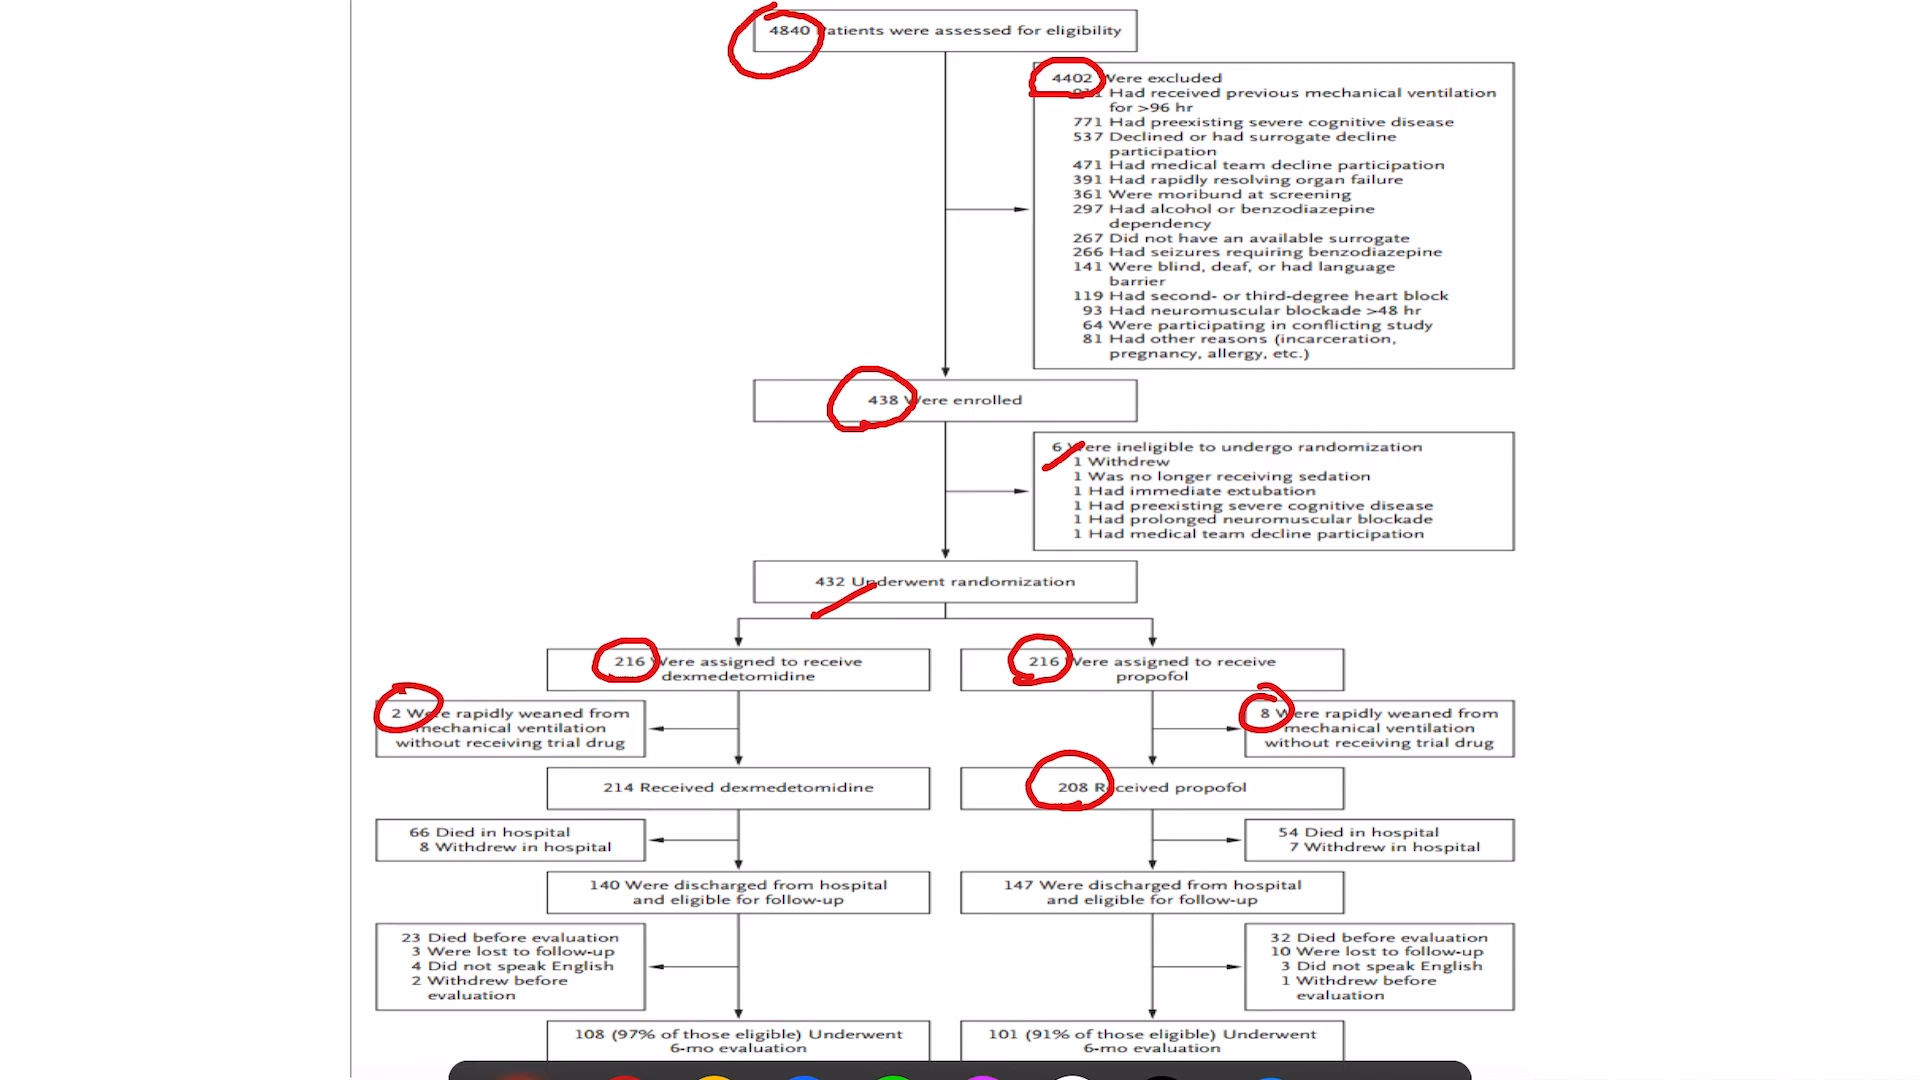 4840 Patients were assessed for eligibility
4402 Were excluded
Had received previous mechanical ventilation
for >96 hr
771 Had preexisting severe cognitive disease
537 Declined or had surrogate decline
participation
471 Had medical team decline participation
391 Had rapidly resolving organ failure
361 Were moribund at screening
297 Had alcohol or benzodiazepine
dependency
267 Did not have an available surrogate
266 Had seizures requiring benzodiazepine
141 Were blind, deaf, or had language
barrier
119 Had second- or third-degree heart block
93 Had neuromuscular blockade >48 hr
64 Were participating in conflicting study
81 Had other reasons (incarceration,
pregnancy, allergy, etc.)
438 Were enrolled
6 Were ineligible to undergo randomization
1 Withdrew
1 Was no longer receiving sedation
1 Had immediate extubation
1 Had preexisting severe cognitive disease
1 Had prolonged neuromuscular blockade
1 Had medical team decline participation
432 Underwent randomization
216 Were assigned to receive
dexmedetomidine
216 Were assigned to receive
propofol
2 Were rapidly weaned from
mechanical ventilation
without receiving trial drug
8 Were rapidly weaned from
mechanical ventilation
without receiving trial drug
214 Received dexmedetomidine
208 Received propofol
66 Died in hospital
8 Withdrew in hospital
54 Died in hospital
7 Withdrew in hospital
140 Were discharged from hospital
and eligible for follow-up
147 Were discharged from hospital
and eligible for follow-up
23 Died before evaluation
3 Were lost to follow-up
4 Did not speak English
2 Withdrew before
evaluation
32 Died before evaluation
10 Were lost to follow-up
3 Did not speak English
1 Withdrew before
evaluation
108 (97% of those eligible) Underwent
6-mo evaluation
101 (91% of those eligible) Underwent
6-mo evaluation